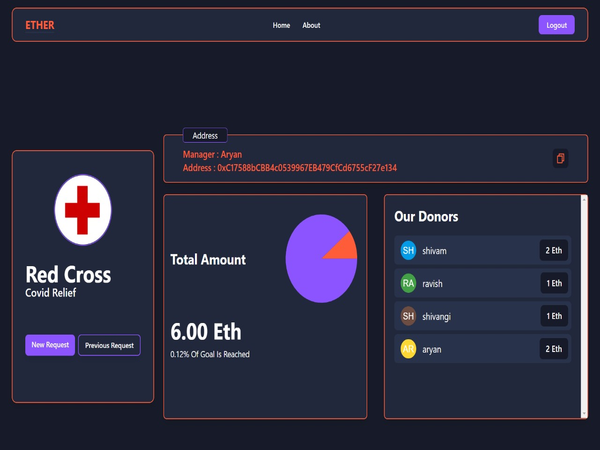 ETHER
Home About
Logout
Address
Manager : Aryan
Address : 0xC17588bCBB4c0539967EB479CfCd6755cF27e134
Red Cross
Covid Relief
New Request
Previous Request
Total Amount
6.00 Eth
0.12% Of Goal Is Reached
Our Donors
SH shivam 2 Eth
RA ravish 1 Eth
SH shivangi 1 Eth
AR aryan 2 Eth